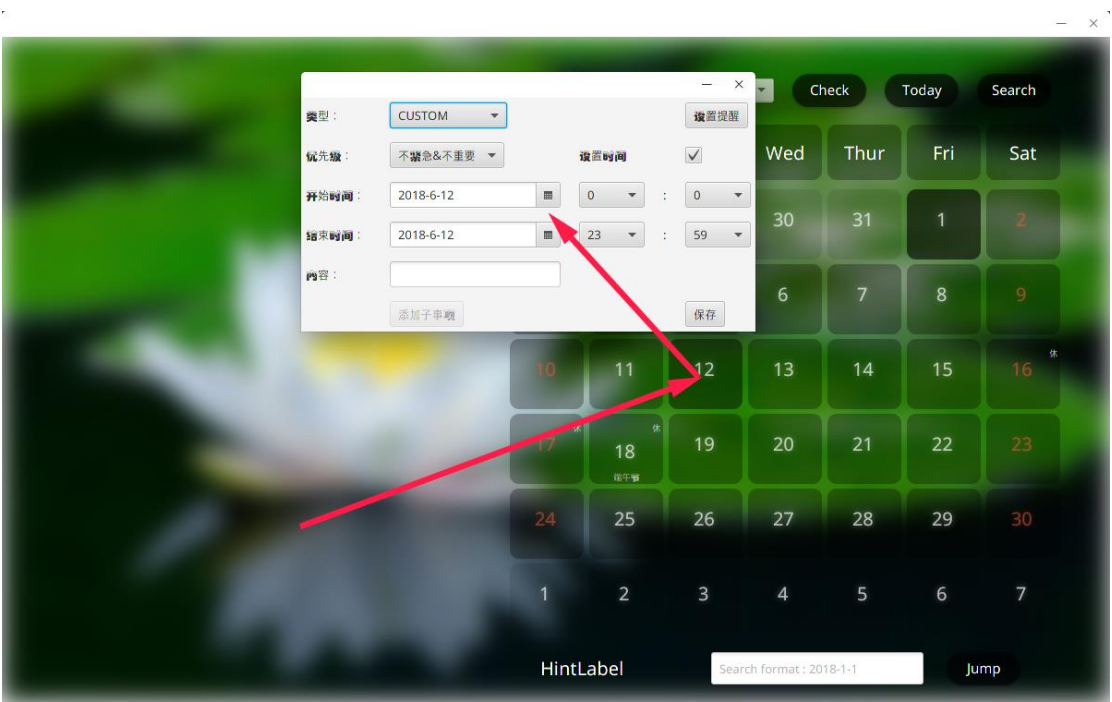 Check Today Search
类型： CUSTOM 设置提醒
优先级： 不紧急&不重要 设置时间
开始时间： 2018-6-12 0 : 0
结束时间： 2018-6-12 23 : 59
内容：
添加子事项 保存
Wed Thur Fri Sat
30 31 1 2
6 7 8 9
休
10 11 12 13 14 15 16
休 休
17 18 19 20 21 22 23
端午节
24 25 26 27 28 29 30
1 2 3 4 5 6 7
HintLabel Search format : 2018-1-1 Jump